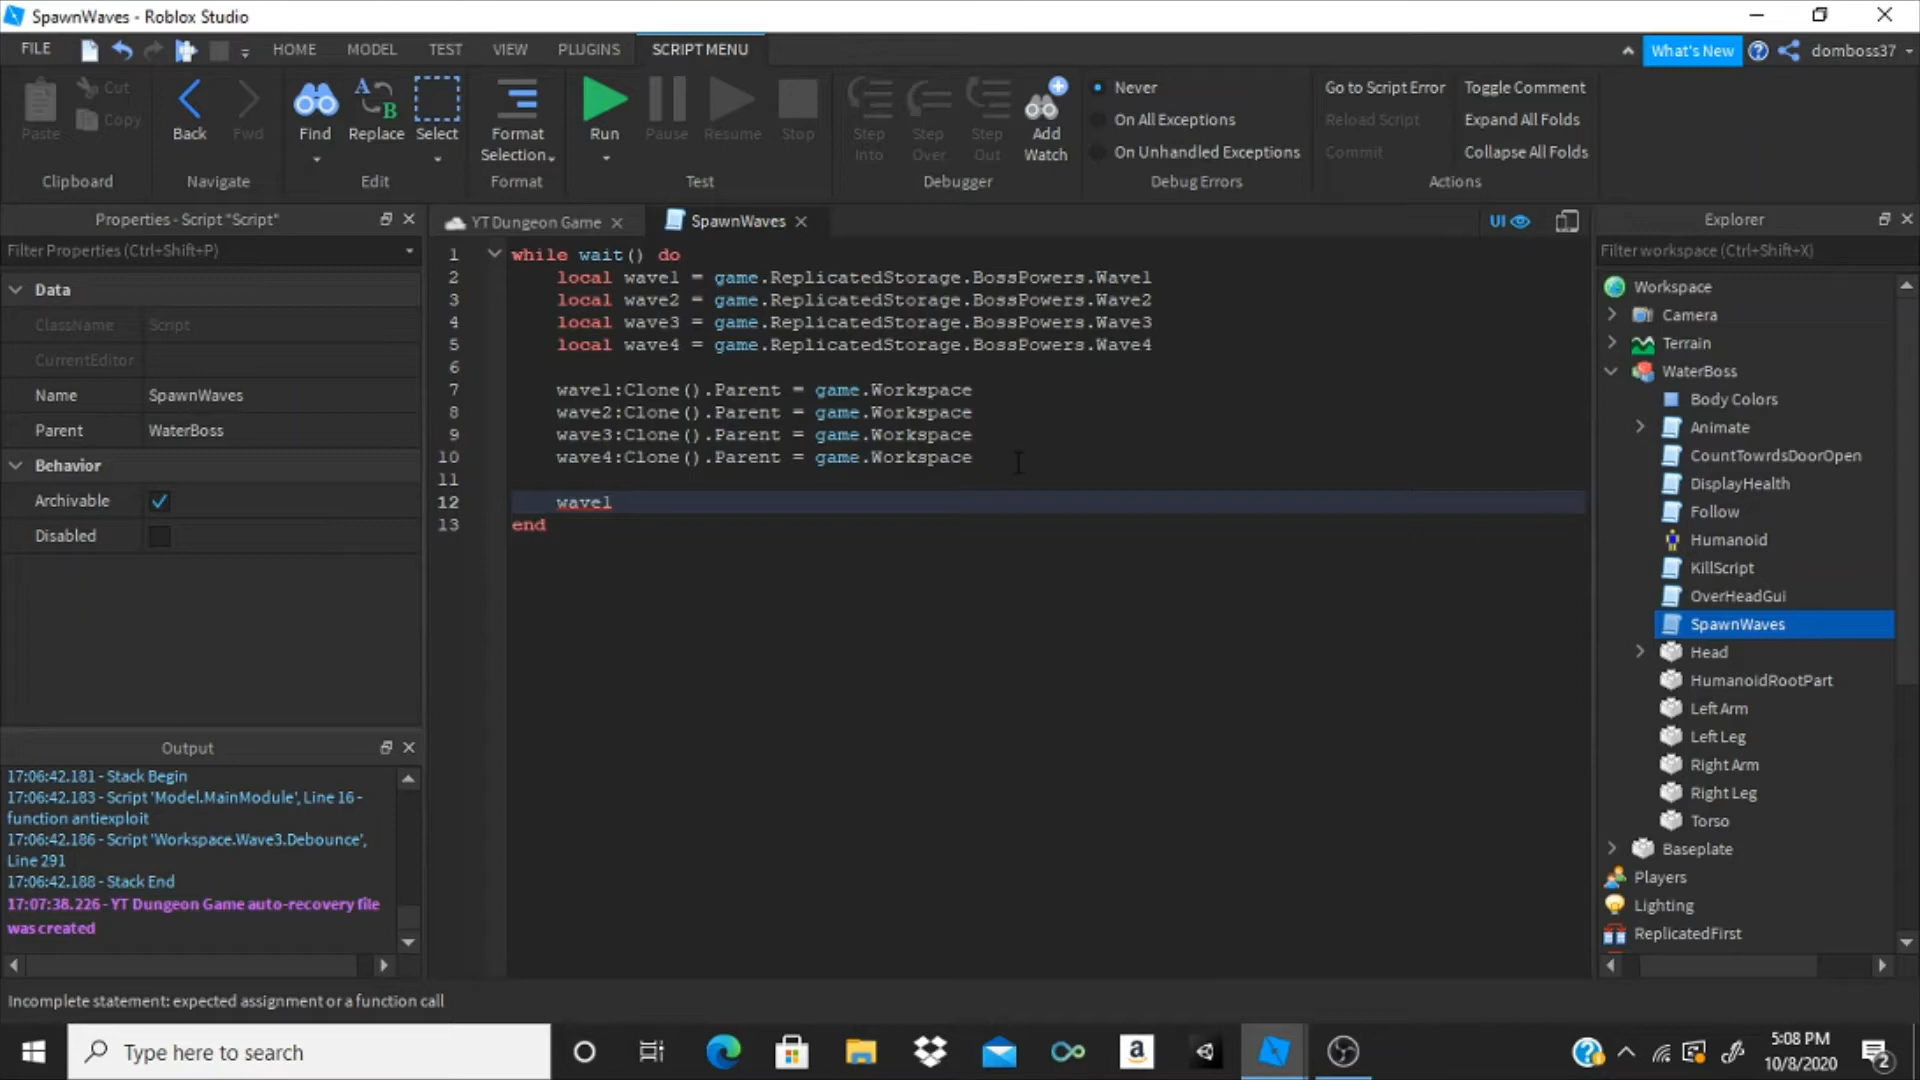 SpawnWaves - Roblox Studio
FILE HOME MODEL TEST VIEW PLUGINS SCRIPT MENU What's New domboss37
Paste Cut Copy Back Fwd Find Replace Select Format Selection Run Pause Resume Stop Step Into Step Over Step Out Add Watch
Never Go to Script Error Toggle Comment
On All Exceptions Reload Script Expand All Folds
On Unhandled Exceptions Commit Collapse All Folds
Clipboard Navigate Edit Format Test Debugger Debug Errors Actions
Properties - Script "Script"
Filter Properties (Ctrl+Shift+P)
Data
ClassName Script
CurrentEditor
Name SpawnWaves
Parent WaterBoss
Behavior
Archivable
Disabled
Output
17:06:42.181 - Stack Begin
17:06:42.183 - Script 'Model.MainModule', Line 16 -
function antiexploit
17:06:42.186 - Script 'Workspace.Wave3.Debounce',
Line 291
17:06:42.188 - Stack End
17:07:38.226 - YT Dungeon Game auto-recovery file
was created
YT Dungeon Game SpawnWaves UI
1 while wait() do
2 local wave1 = game.ReplicatedStorage.BossPowers.Wave1
3 local wave2 = game.ReplicatedStorage.BossPowers.Wave2
4 local wave3 = game.ReplicatedStorage.BossPowers.Wave3
5 local wave4 = game.ReplicatedStorage.BossPowers.Wave4
6
7 wave1:Clone().Parent = game.Workspace
8 wave2:Clone().Parent = game.Workspace
9 wave3:Clone().Parent = game.Workspace
10 wave4:Clone().Parent = game.Workspace
11
12 wave1
13 end
Explorer
Filter workspace (Ctrl+Shift+X)
Workspace
Camera
Terrain
WaterBoss
Body Colors
Animate
CountTowrdsDoorOpen
DisplayHealth
Follow
Humanoid
KillScript
OverHeadGui
SpawnWaves
Head
HumanoidRootPart
Left Arm
Left Leg
Right Arm
Right Leg
Torso
Baseplate
Players
Lighting
ReplicatedFirst
Incomplete statement: expected assignment or a function call
Type here to search
5:08 PM
10/8/2020
2